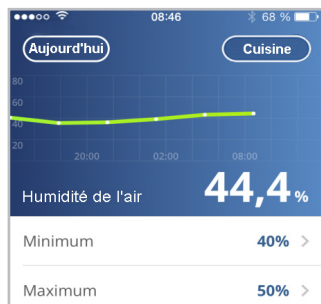 08:46 68 %
Aujourd'hui Cuisine
80
60
40
20
20:00 02:00 08:00
Humidité de l'air 44,4 %
Minimum 40% >
Maximum 50% >